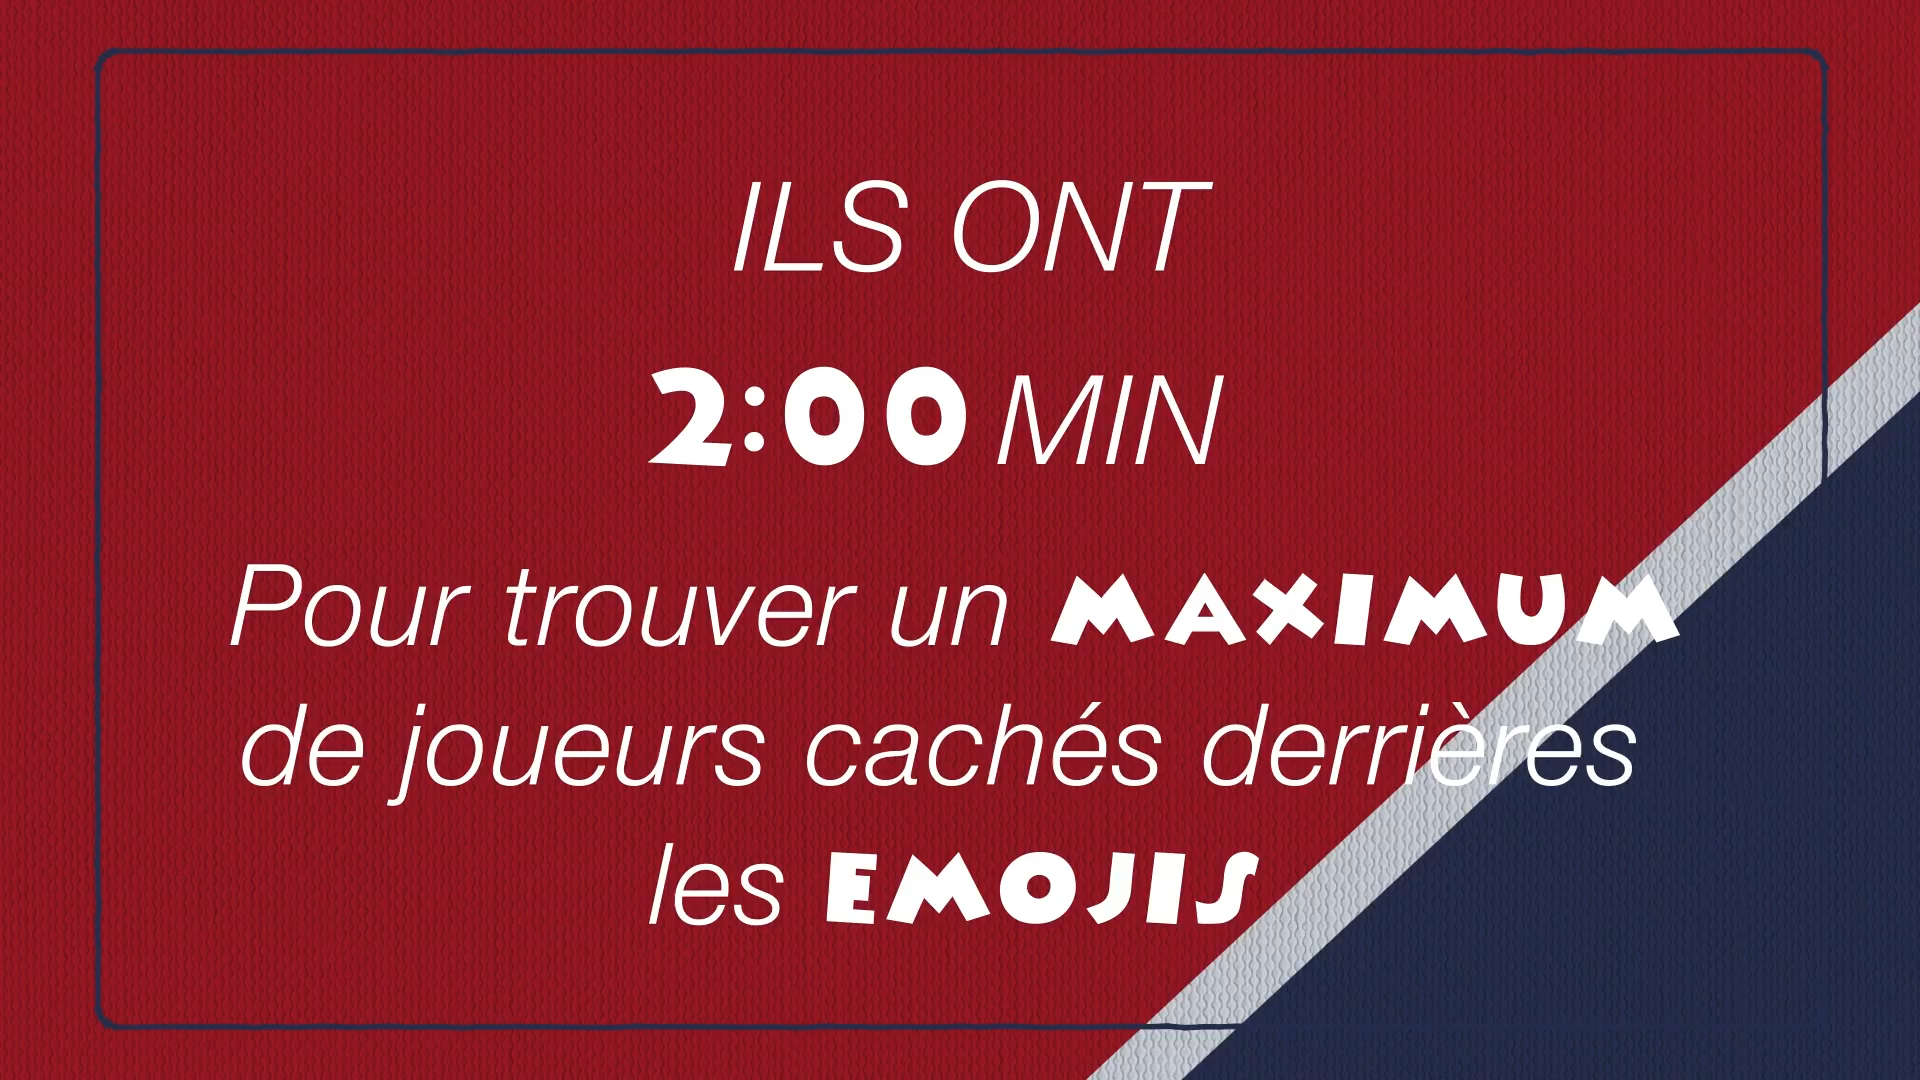 ILS ONT
2:00 MIN
Pour trouver un MAXIMUM
de joueurs cachés derrières
les EMOJIS